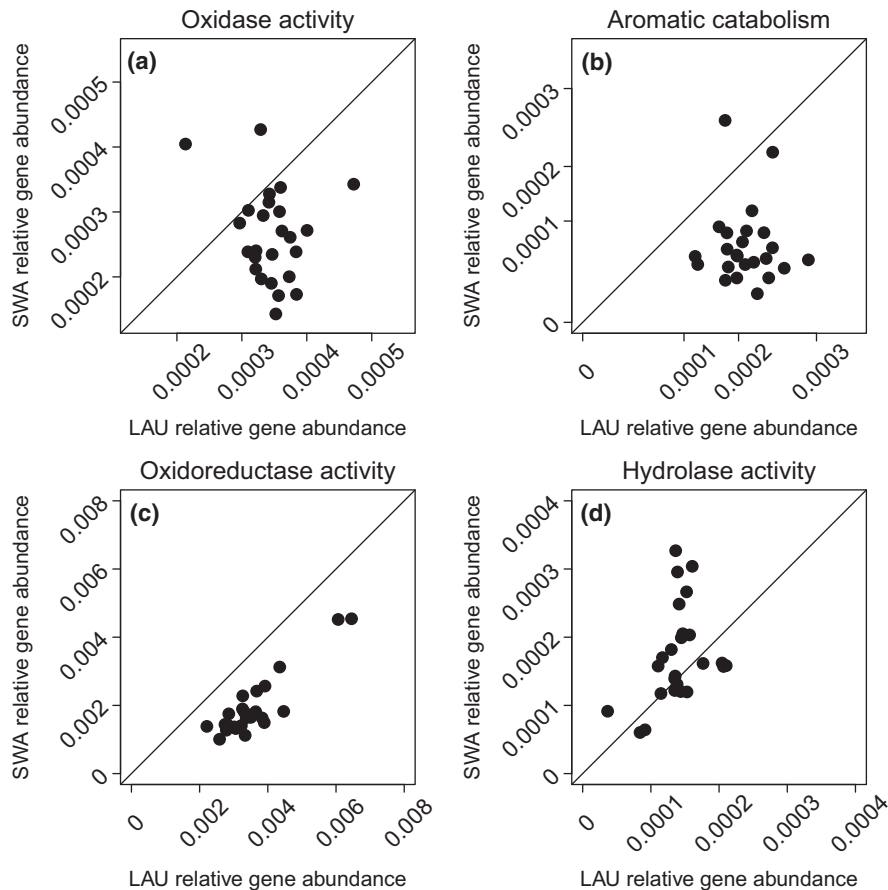 Oxidase activity
(a)
SWA relative gene abundance
0.0005
0.0004
0.0003
0.0002
0.0002
0.0003
0.0004
0.0005
LAU relative gene abundance
Aromatic catabolism
(b)
SWA relative gene abundance
0.0003
0.0002
0.0001
0
0
0.0001
0.0002
0.0003
LAU relative gene abundance
Oxidoreductase activity
(c)
SWA relative gene abundance
0.008
0.006
0.004
0.002
0
0
0.002
0.004
0.006
0.008
LAU relative gene abundance
Hydrolase activity
(d)
SWA relative gene abundance
0.0004
0.0003
0.0002
0.0001
0
0
0.0001
0.0002
0.0003
0.0004
LAU relative gene abundance